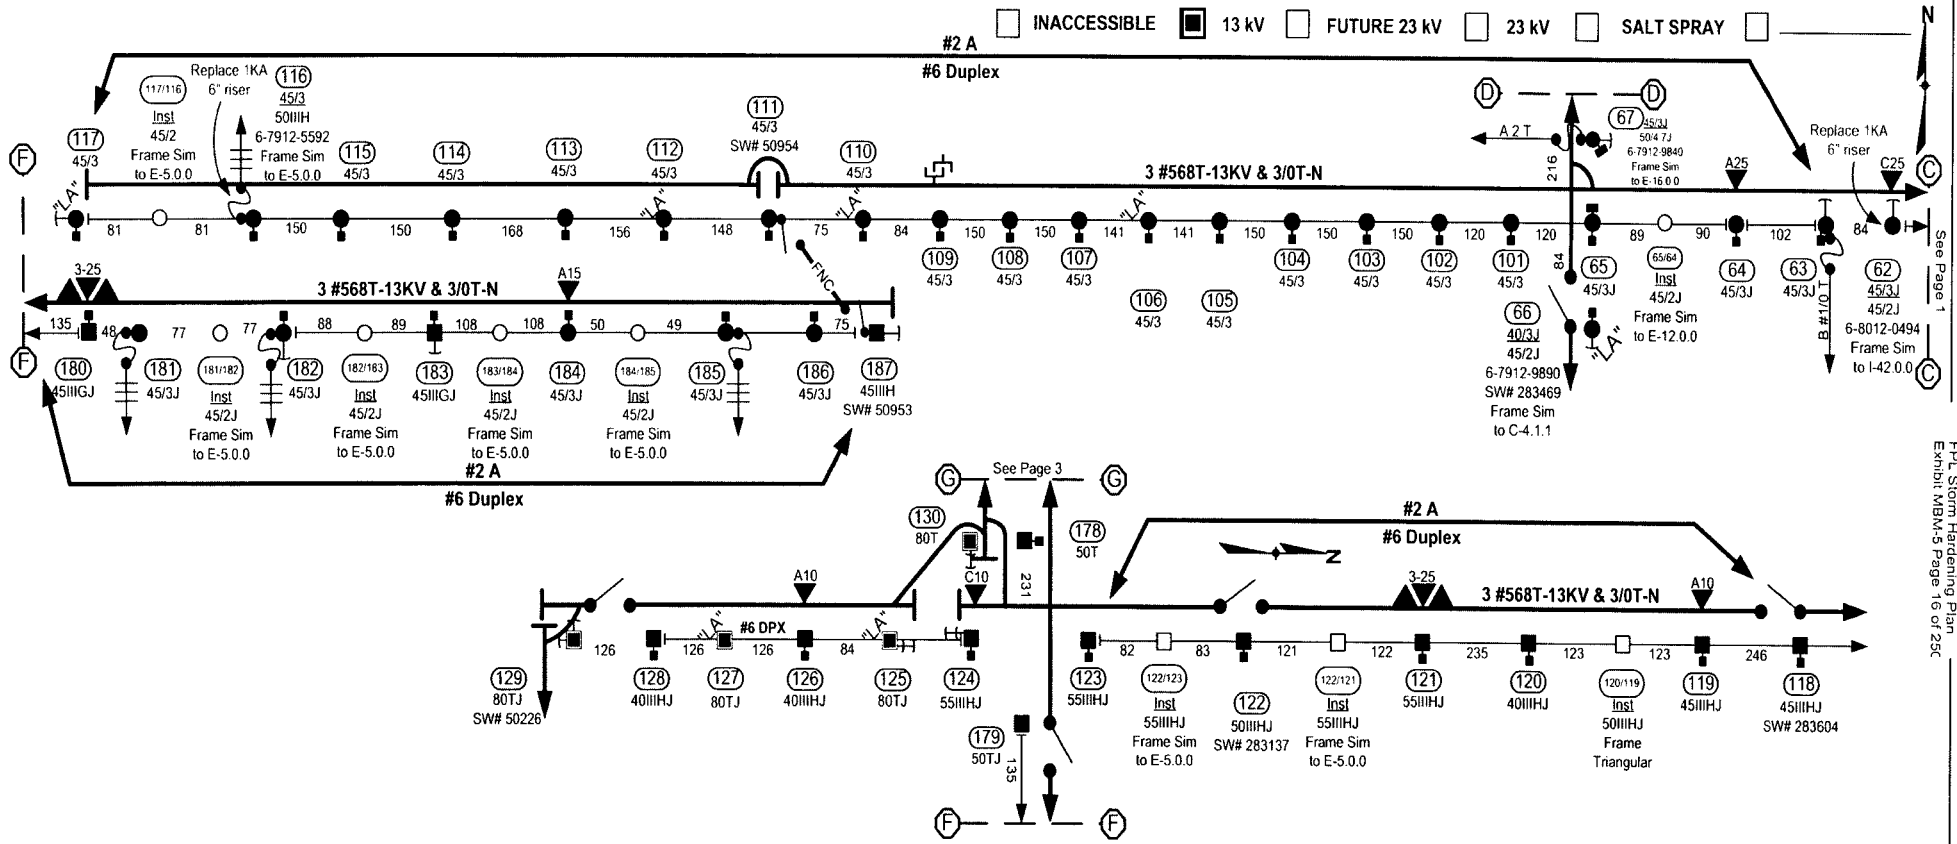 INACCESSIBLE 13 kV FUTURE 23 kV 23 kV SALT SPRAY
N
#2 A
#6 Duplex
117
45/3
117/116
Inst
45/2
Frame Sim
to E-5.0.0
Replace 1KA
6" riser
116
45/3
50IIIH
6-7912-5592
Frame Sim
to E-5.0.0
115
45/3
114
45/3
113
45/3
112
45/3
111
45/3
SW# 50954
110
45/3
3 #568T-13KV & 3/0T-N
D
D
67
45/3J
50/4.7J
6-7912-9840
Frame Sim
to E-16.0.0
A 2 T
216
A25
Replace 1KA
6" riser
C25
C
C
See Page 1
F
F
"LA"
"LA"
"LA"
"LA"
81
81
150
150
168
156
148
75
84
150
150
141
141
150
150
150
120
120
89
90
102
84
109
45/3
108
45/3
107
45/3
106
45/3
105
45/3
104
45/3
103
45/3
102
45/3
101
45/3
84
65
45/3J
65/64
Inst
45/2J
Frame Sim
to E-12.0.0
64
45/3J
63
45/3J
B #1/0 T
62
45/3J
45/2J
6-8012-0494
Frame Sim
to I-42.0.0
66
40/3J
45/2J
6-7912-9890
SW# 283469
Frame Sim
to C-4.1.1
"LA"
FNC
3-25
3 #568T-13KV & 3/0T-N
A15
135
48
77
77
88
89
108
108
50
49
75
180
45IIIGJ
181
45/3J
181/182
Inst
45/2J
Frame Sim
to E-5.0.0
182
45/3J
182/183
Inst
45/2J
Frame Sim
to E-5.0.0
183
45IIIGJ
183/184
Inst
45/2J
Frame Sim
to E-5.0.0
184
45/3J
184/185
Inst
45/2J
Frame Sim
to E-5.0.0
185
45/3J
186
45/3J
187
45IIIH
SW# 50953
#2 A
#6 Duplex
FPL Storm Hardening Plan
Exhibit MBM-5 Page 16 of 250
G
See Page 3
G
130
80T
178
50T
231
#2 A
#6 Duplex
N
A10
C10
3-25
3 #568T-13KV & 3/0T-N
A10
"LA"
#6 DPX
"LA"
126
126
126
84
82
83
121
122
235
123
123
246
129
80TJ
SW# 50226
128
40IIIHJ
127
80TJ
126
40IIIHJ
125
80TJ
124
55IIIHJ
123
55IIIHJ
122/123
Inst
55IIIHJ
Frame Sim
to E-5.0.0
122
50IIIHJ
SW# 283137
122/121
Inst
55IIIHJ
Frame Sim
to E-5.0.0
121
55IIIHJ
120
40IIIHJ
120/119
Inst
50IIIHJ
Frame
Triangular
119
45IIIHJ
118
45IIIHJ
SW# 283604
179
50TJ
135
F
F